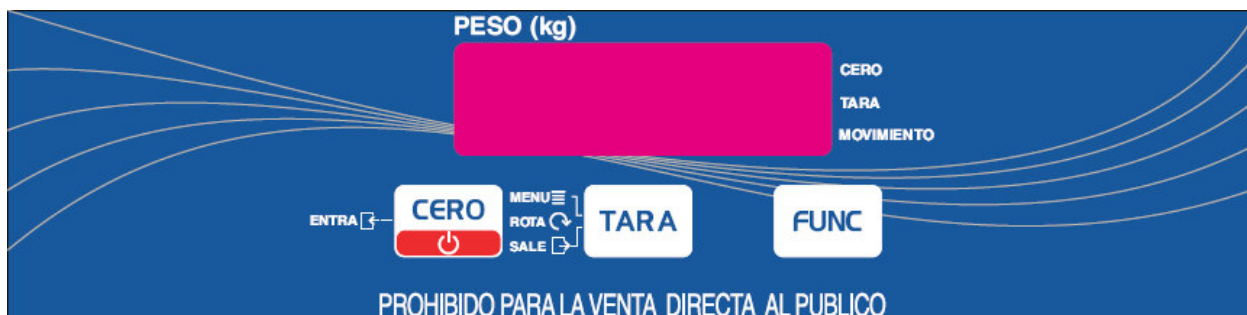 PESO (kg)
CERO
TARA
MOVIMIENTO
ENTRA
CERO
MENU
ROTA
SALE
TARA
FUNC
PROHIBIDO PARA LA VENTA DIRECTA AL PUBLICO